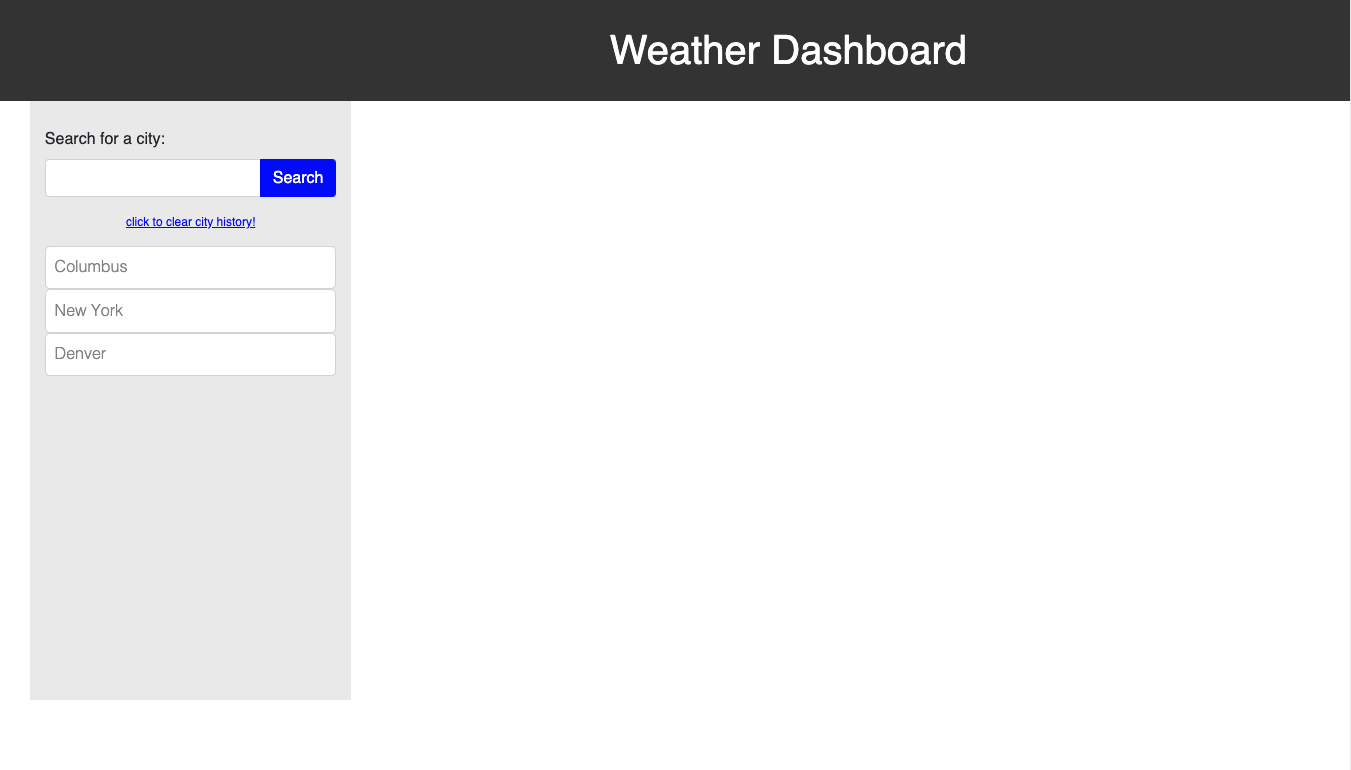 Weather Dashboard
Search for a city:
Search
click to clear city history!
Columbus
New York
Denver